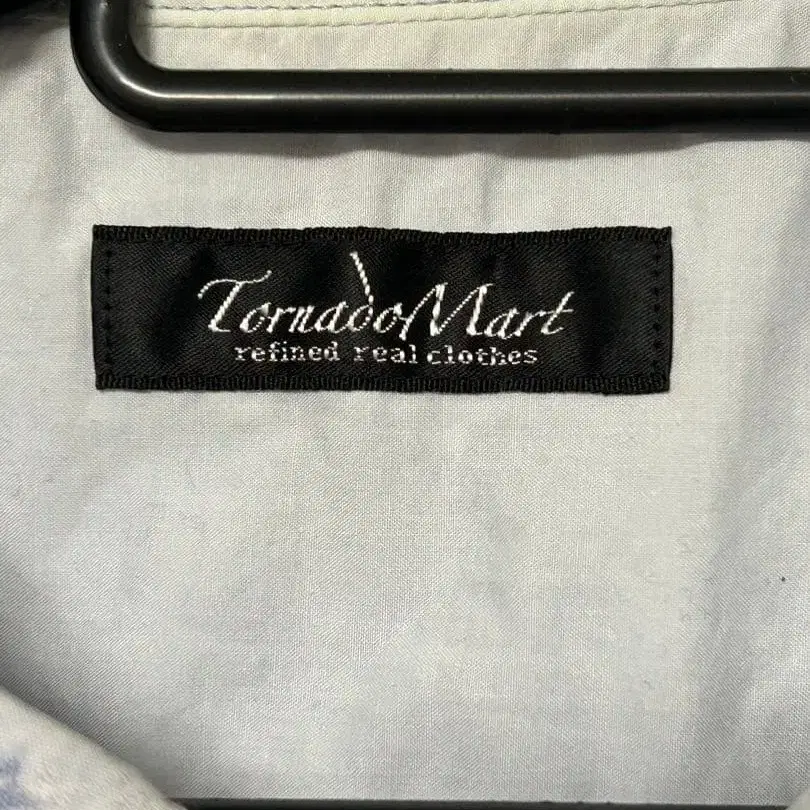 TornadoMart
refined real clothes